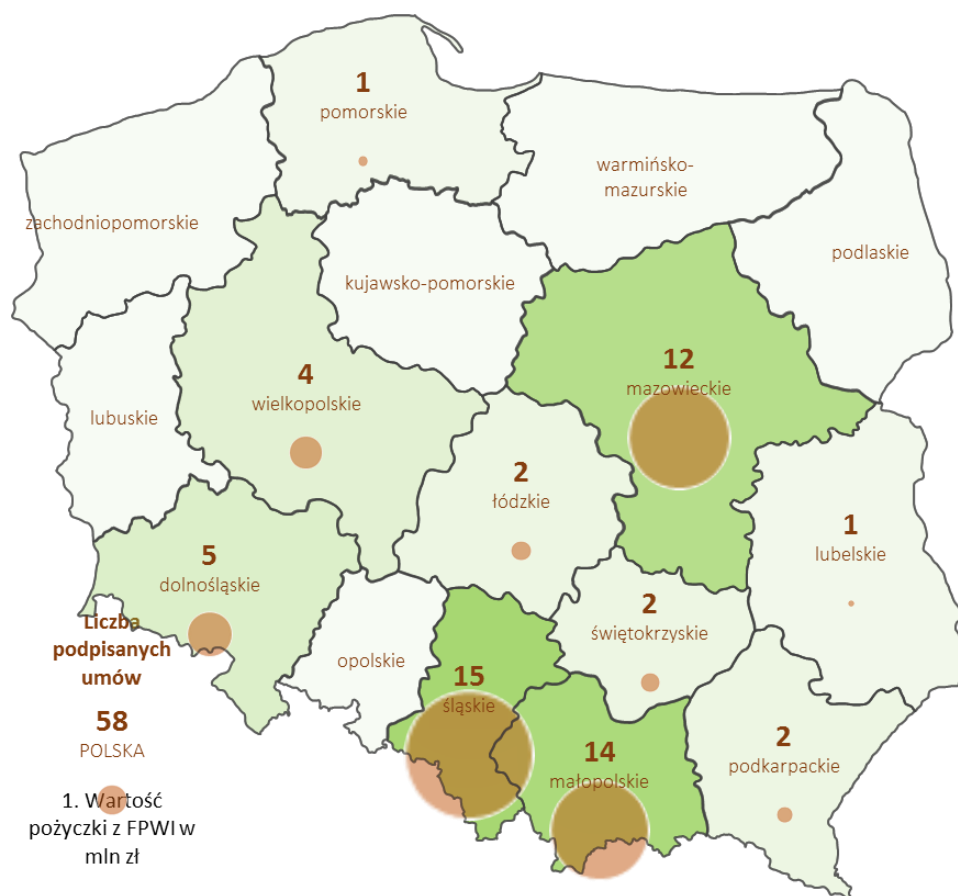 1
pomorskie
warmińsko-
mazurskie
zachodniopomorskie
podlaskie
kujawsko-pomorskie
12
mazowieckie
4
wielkopolskie
lubuskie
2
łódzkie
1
lubelskie
5
dolnośląskie
2
świętokrzyskie
Liczba
podpisanych
umów
opolskie
15
śląskie
58
POLSKA
14
małopolskie
2
podkarpackie
1. Wartość
pożyczki z FPWI w
mln zł